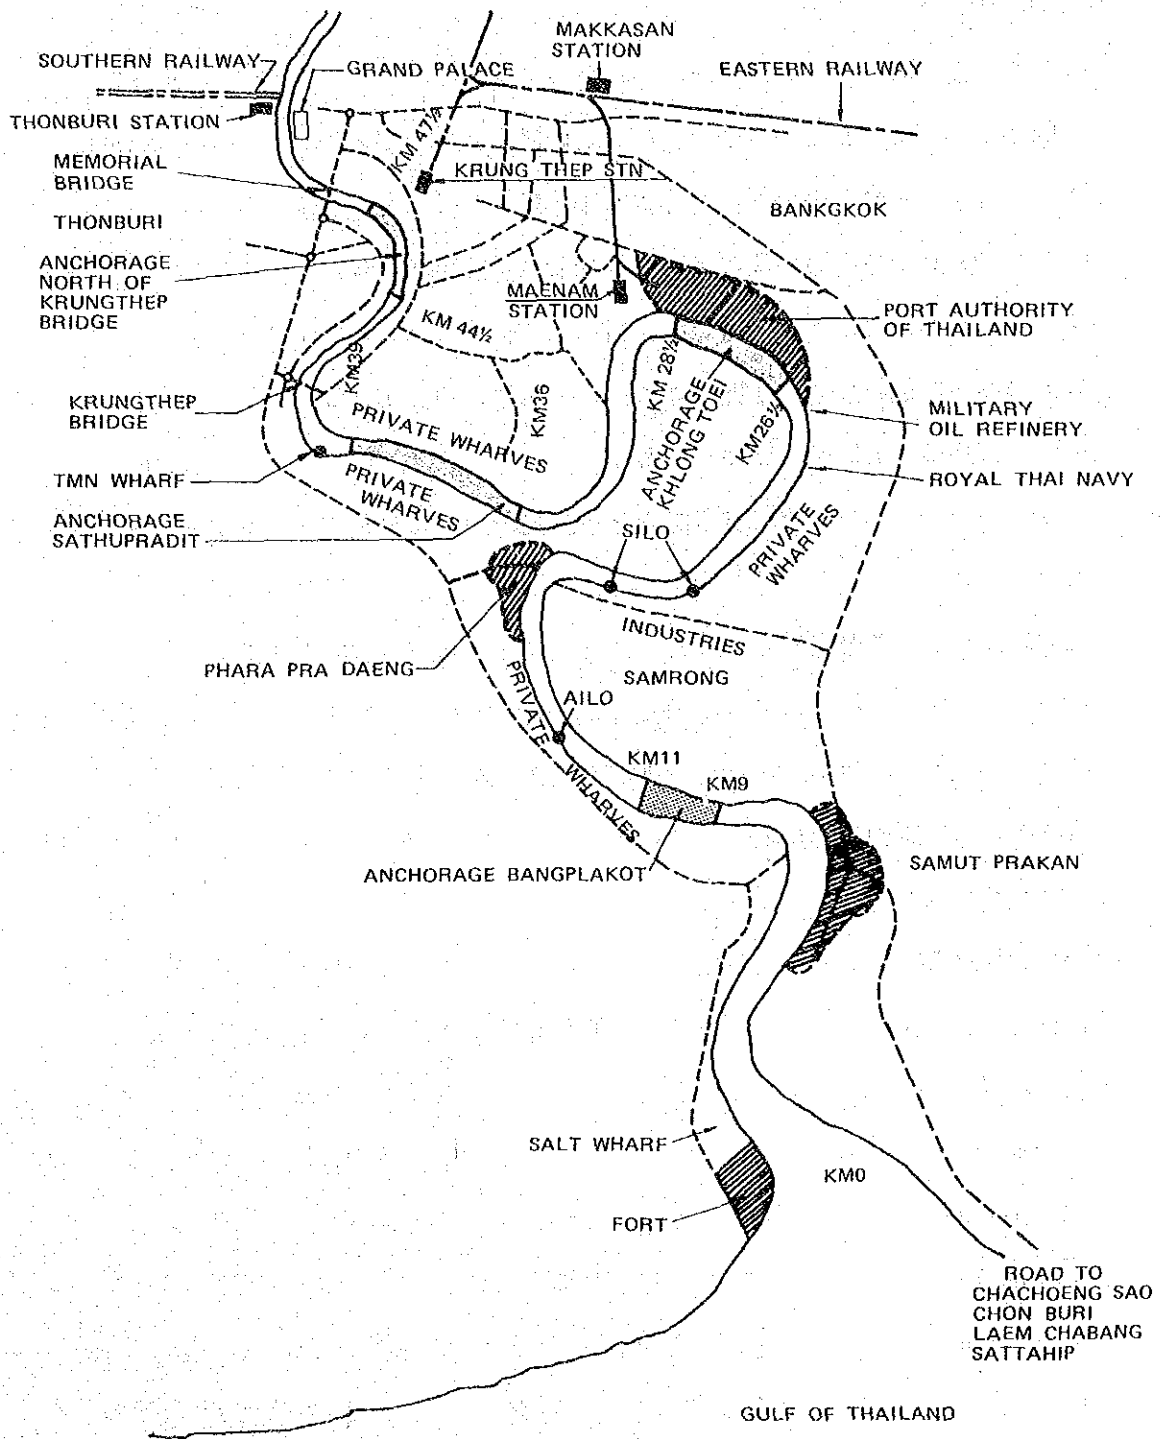 MAKKASAN
STATION
SOUTHERN RAILWAY
GRAND PALACE
EASTERN RAILWAY
THONBURI STATION
KM 47½
MEMORIAL
BRIDGE
KRUNG THEP STN
THONBURI
BANKGKOK
ANCHORAGE
NORTH OF
KRUNGTHEP
BRIDGE
MAENAM
STATION
PORT AUTHORITY
OF THAILAND
KM 44½
KM39
KM 28½
KM36
ANCHORAGE
KHLONG TOEI
KM26½
KRUNGTHEP
BRIDGE
PRIVATE WHARVES
MILITARY
OIL REFINERY
TMN WHARF
PRIVATE
WHARVES
ROYAL THAI NAVY
ANCHORAGE
SATHUPRADIT
SILO
PRIVATE
WHARVES
INDUSTRIES
PHARA PRA DAENG
SAMRONG
PRIVATE
WHARVES
AILO
KM11
KM9
ANCHORAGE BANGPLAKOT
SAMUT PRAKAN
SALT WHARF
KM0
FORT
ROAD TO
CHACHOENG SAO
CHON BURI
LAEM CHABANG
SATTAHIP
GULF OF THAILAND